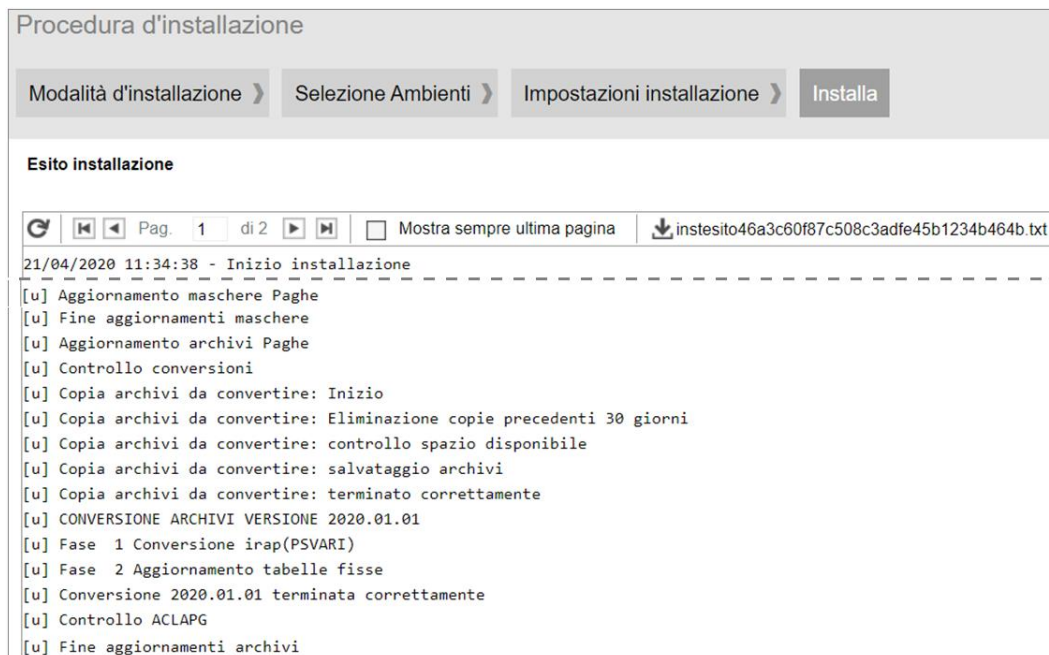 Procedura d'installazione
Modalità d'installazione ❯ Selezione Ambienti ❯ Impostazioni installazione ❯ Installa
Esito installazione
Pag. 1 di 2 Mostra sempre ultima pagina instesito46a3c60f87c508c3adfe45b1234b464b.txt
21/04/2020 11:34:38 - Inizio installazione
[u] Aggiornamento maschere Paghe
[u] Fine aggiornamenti maschere
[u] Aggiornamento archivi Paghe
[u] Controllo conversioni
[u] Copia archivi da convertire: Inizio
[u] Copia archivi da convertire: Eliminazione copie precedenti 30 giorni
[u] Copia archivi da convertire: controllo spazio disponibile
[u] Copia archivi da convertire: salvataggio archivi
[u] Copia archivi da convertire: terminato correttamente
[u] CONVERSIONE ARCHIVI VERSIONE 2020.01.01
[u] Fase  1 Conversione irap(PSVARI)
[u] Fase  2 Aggiornamento tabelle fisse
[u] Conversione 2020.01.01 terminata correttamente
[u] Controllo ACLAPG
[u] Fine aggiornamenti archivi